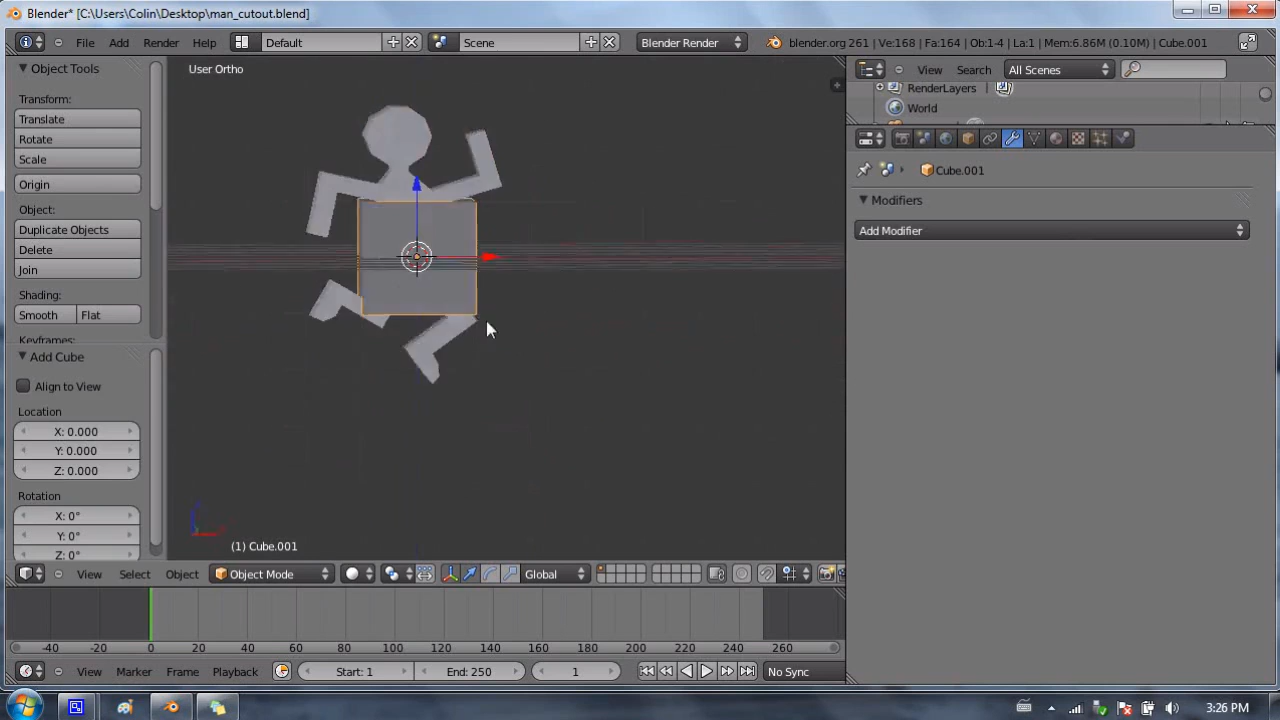 Blender* [C:\Users\Colin\Desktop\man_cutout.blend]
File Add Render Help Default Scene Blender Render blender.org 261 | Ve:168 | Fa:164 | Ob:1-4 | La:1 | Mem:6.86M (0.10M) | Cube.001
Object Tools
Transform:
Translate
Rotate
Scale
Origin
Object:
Duplicate Objects
Delete
Join
Shading:
Smooth Flat
Keyframes:
Add Cube
Align to View
Location
X: 0.000
Y: 0.000
Z: 0.000
Rotation
X: 0°
Y: 0°
Z: 0°
User Ortho
(1) Cube.001
View Select Object Object Mode Global
-40 -20 0 20 40 60 80 100 120 140 160 180 200 220 240 260
View Marker Frame Playback Start: 1 End: 250 1 No Sync
View Search All Scenes
RenderLayers
World
Cube.001
Modifiers
Add Modifier
3:26 PM